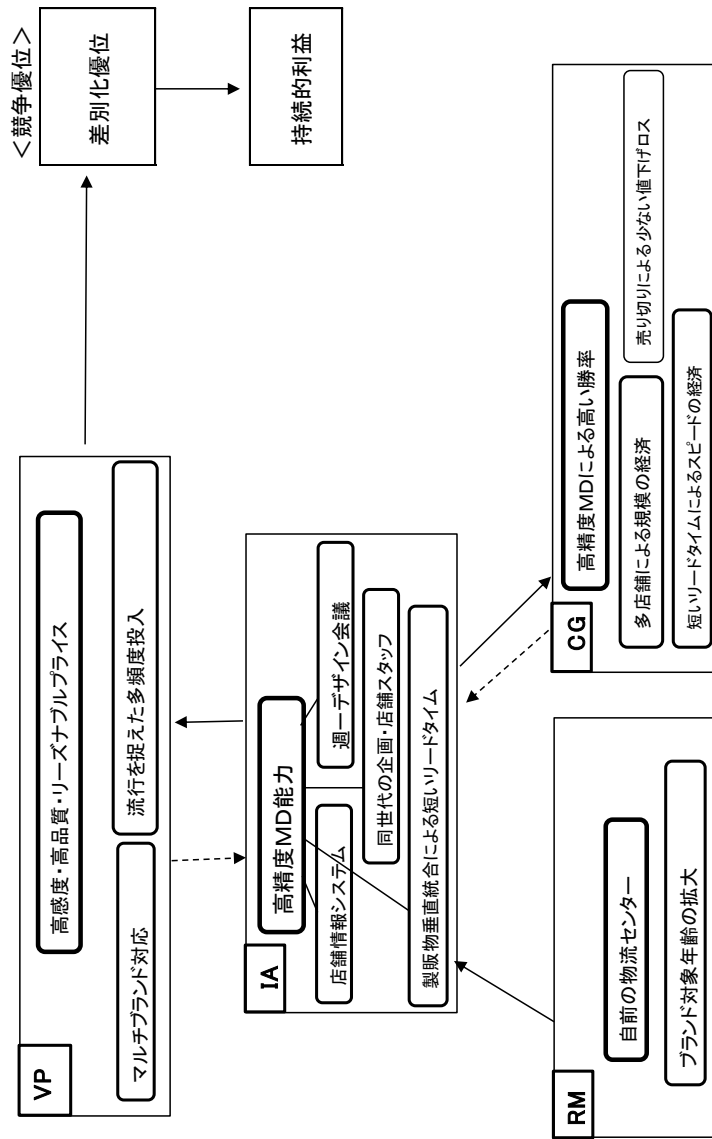 VP
高感度・高品質・リーズナブルプライス
マルチブランド対応
流行を捉えた多頻度投入
＜競争優位＞
差別化優位
持続的利益
IA
高精度MD能力
店舗情報システム
週一デザイン会議
同世代の企画・店舗スタッフ
製販物垂直統合による短いリードタイム
RM
自前の物流センター
ブランド対象年齢の拡大
CG
高精度MDによる高い勝率
多店舗による規模の経済
売り切りによる少ない値下げロス
短いリードタイムによるスピードの経済